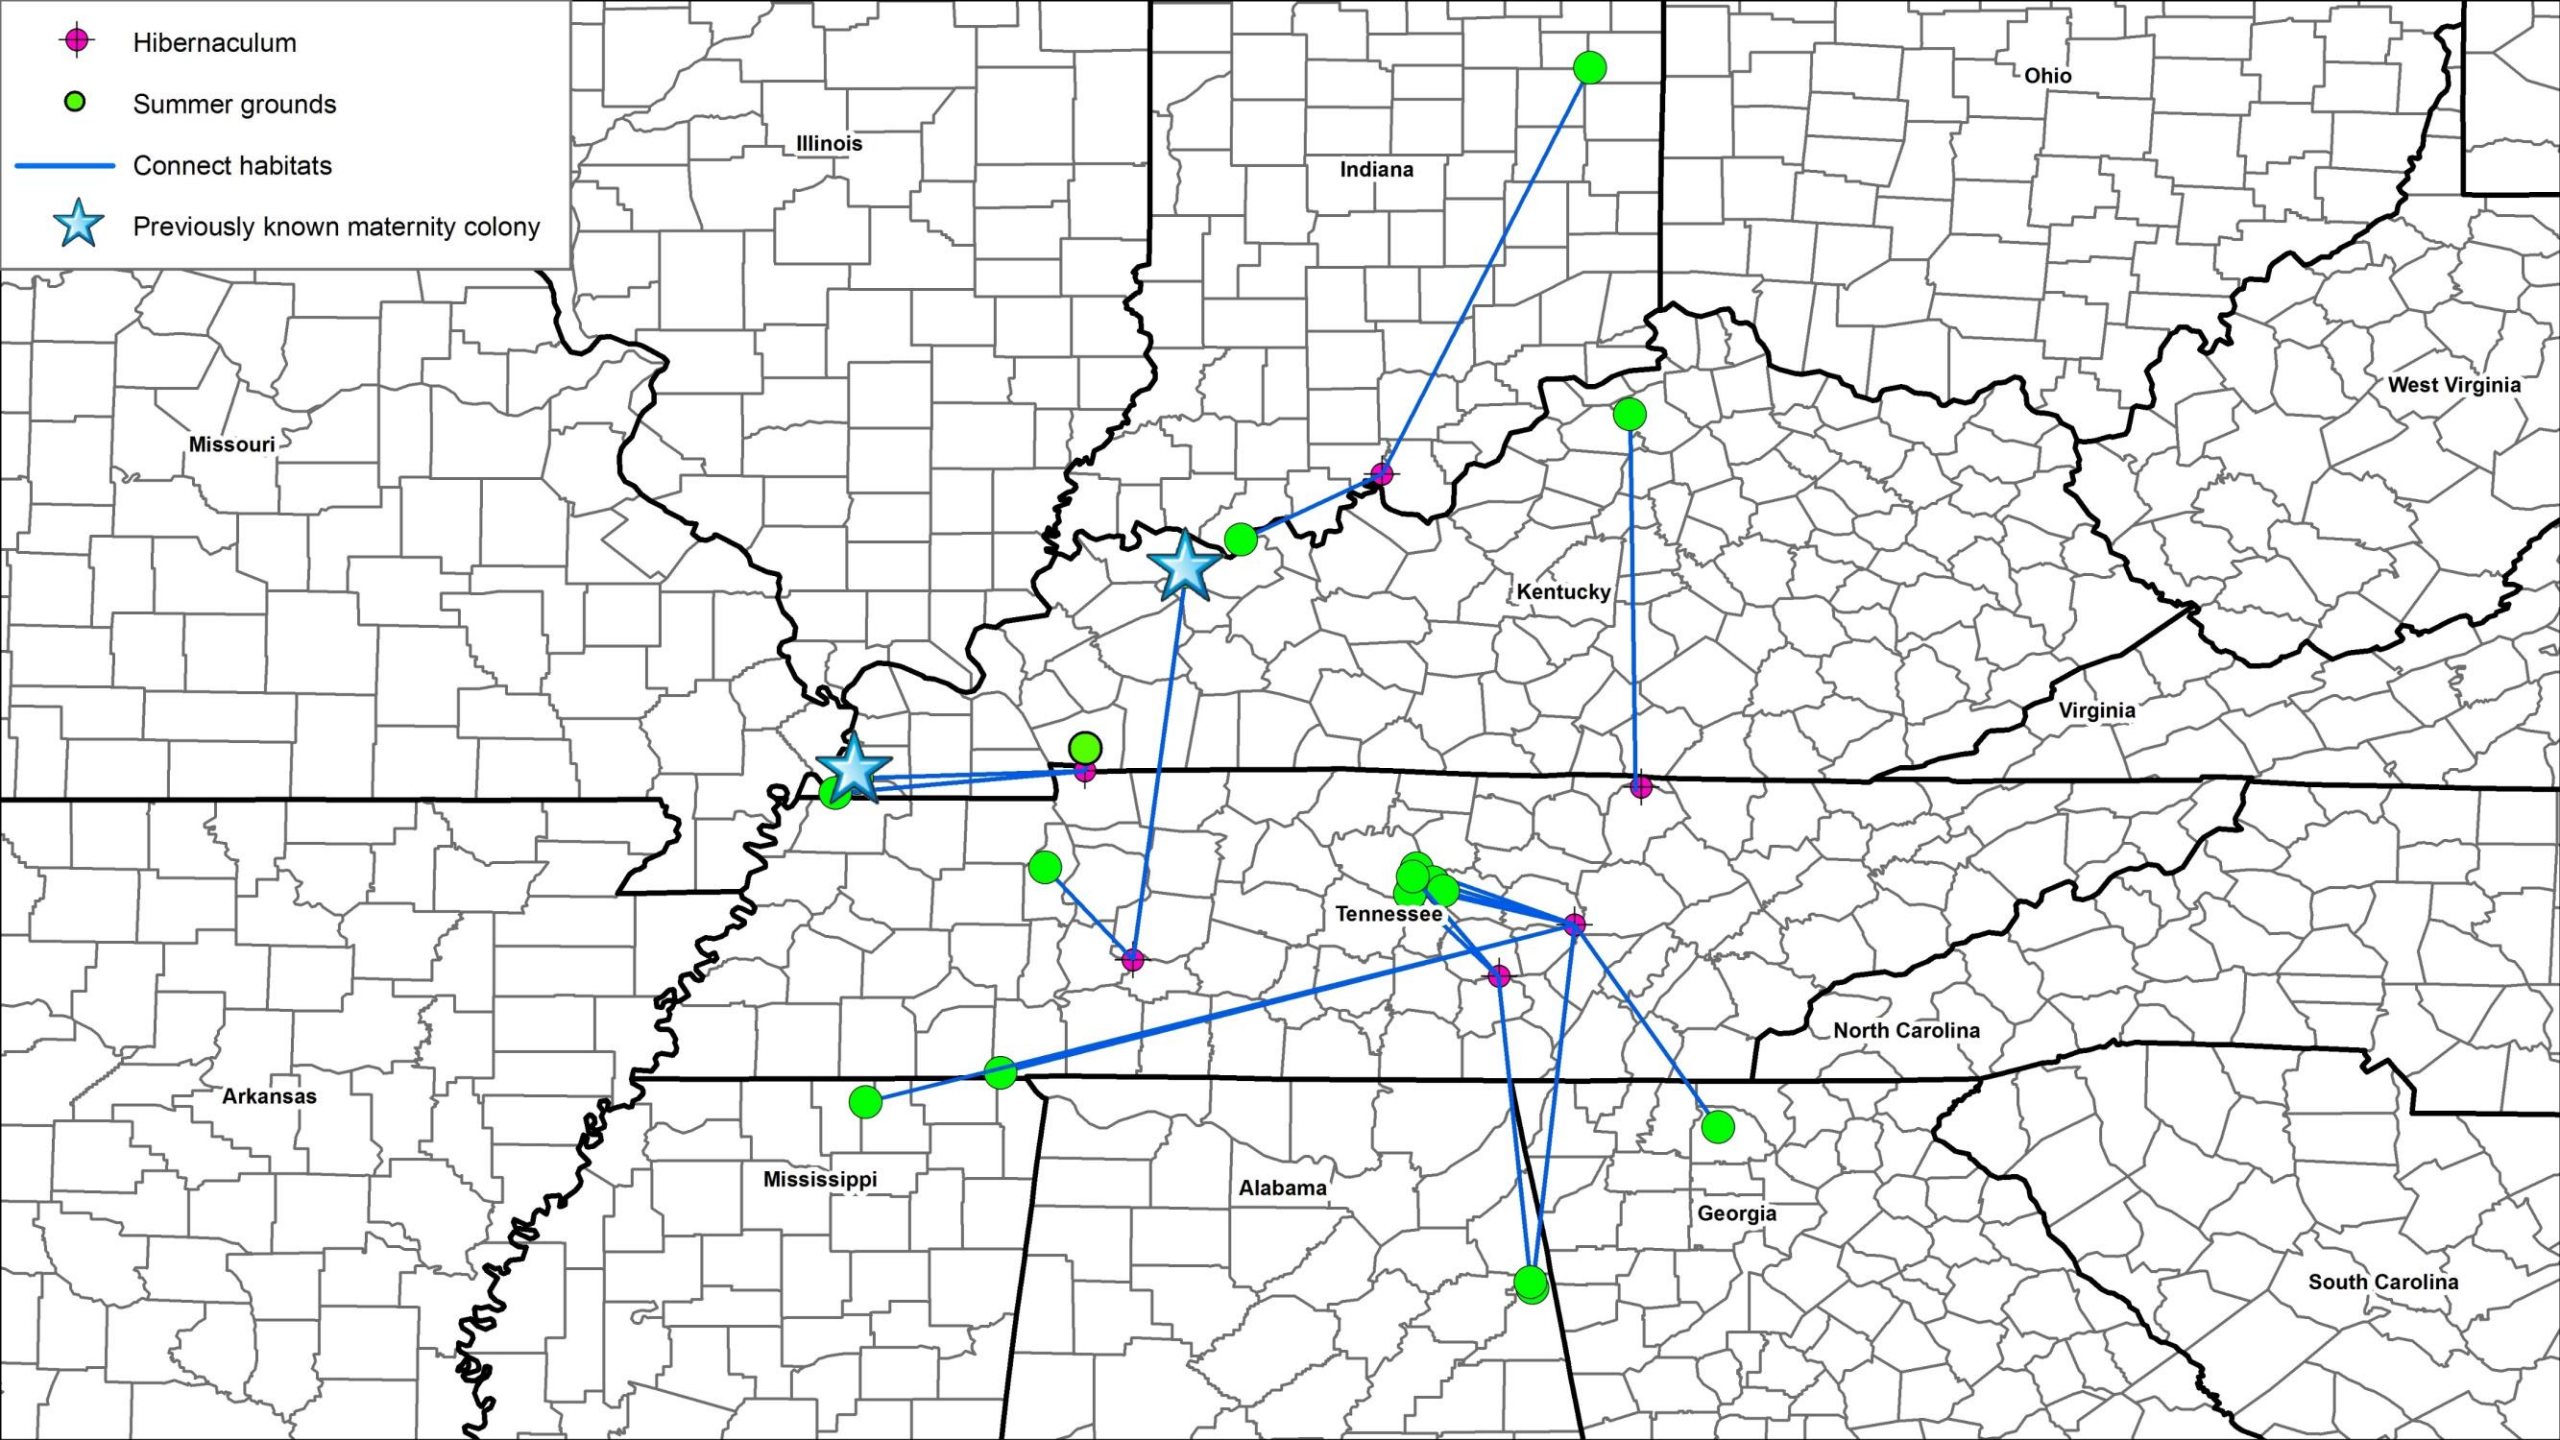 Hibernaculum
Summer grounds
Connect habitats
Previously known maternity colony
Ohio
Illinois
Indiana
West Virginia
Missouri
Kentucky
Virginia
Tennessee
North Carolina
Arkansas
Mississippi
Alabama
Georgia
South Carolina